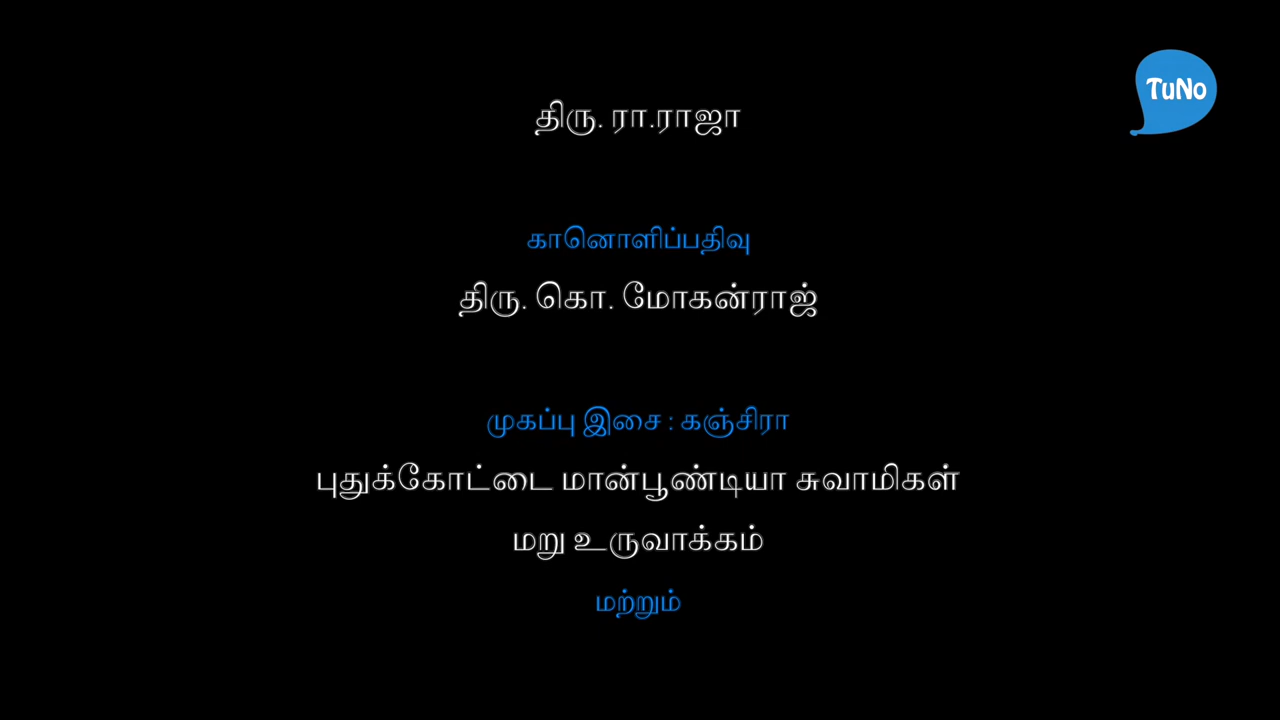 TuNo
திரு. ரா.ராஜா
கானொளிப்பதிவு
திரு. கொ. மோகன்ராஜ்
முகப்பு இசை : கஞ்சிரா
புதுக்கோட்டை மான்பூண்டியா சுவாமிகள்
மறு உருவாக்கம்
மற்றும்